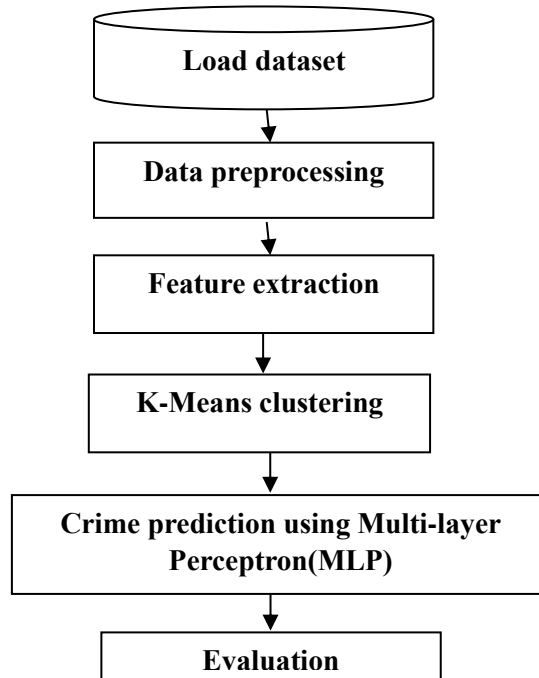 Load dataset
Data preprocessing
Feature extraction
K-Means clustering
Crime prediction using Multi-layer
Perceptron(MLP)
Evaluation